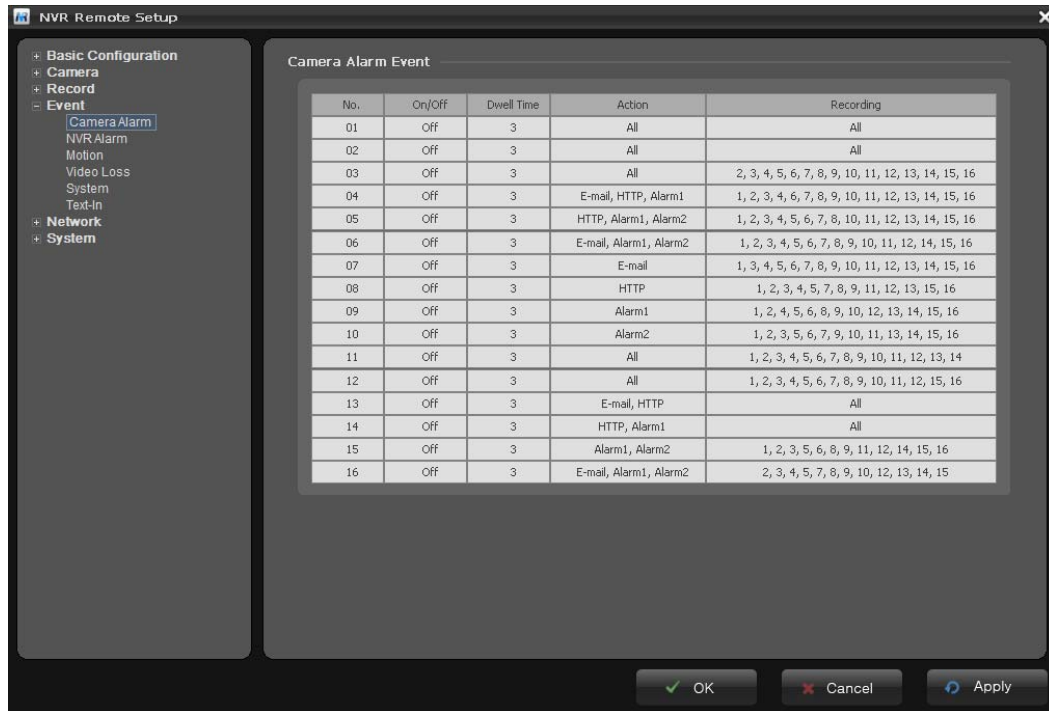 NVR Remote Setup
Basic Configuration
Camera
Record
Event
Camera Alarm
NVR Alarm
Motion
Video Loss
System
Text-In
Network
System
Camera Alarm Event
No. On/Off Dwell Time Action Recording
01 Off 3 All All
02 Off 3 All All
03 Off 3 All 2, 3, 4, 5, 6, 7, 8, 9, 10, 11, 12, 13, 14, 15, 16
04 Off 3 E-mail, HTTP, Alarm1 1, 2, 3, 4, 6, 7, 8, 9, 10, 11, 12, 13, 14, 15, 16
05 Off 3 HTTP, Alarm1, Alarm2 1, 2, 3, 4, 5, 6, 7, 8, 10, 11, 12, 13, 14, 15, 16
06 Off 3 E-mail, Alarm1, Alarm2 1, 2, 3, 4, 5, 6, 7, 8, 9, 10, 11, 12, 14, 15, 16
07 Off 3 E-mail 1, 3, 4, 5, 6, 7, 8, 9, 10, 11, 12, 13, 14, 15, 16
08 Off 3 HTTP 1, 2, 3, 4, 5, 7, 8, 9, 11, 12, 13, 15, 16
09 Off 3 Alarm1 1, 2, 4, 5, 6, 8, 9, 10, 12, 13, 14, 15, 16
10 Off 3 Alarm2 1, 2, 3, 5, 6, 7, 9, 10, 11, 13, 14, 15, 16
11 Off 3 All 1, 2, 3, 4, 5, 6, 7, 8, 9, 10, 11, 12, 13, 14
12 Off 3 All 1, 2, 3, 4, 5, 6, 7, 8, 9, 10, 11, 12, 15, 16
13 Off 3 E-mail, HTTP All
14 Off 3 HTTP, Alarm1 All
15 Off 3 Alarm1, Alarm2 1, 2, 3, 5, 6, 8, 9, 11, 12, 14, 15, 16
16 Off 3 E-mail, Alarm1, Alarm2 2, 3, 4, 5, 7, 8, 9, 10, 12, 13, 14, 15
OK Cancel Apply